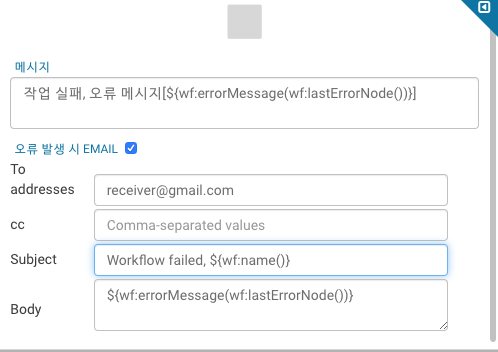 메시지
작업 실패, 오류 메시지[${wf:errorMessage(wf:lastErrorNode())}]
오류 발생 시 EMAIL
To
addresses
receiver@gmail.com
cc
Comma-separated values
Subject
Workflow failed, ${wf:name()}
Body
${wf:errorMessage(wf:lastErrorNode())}